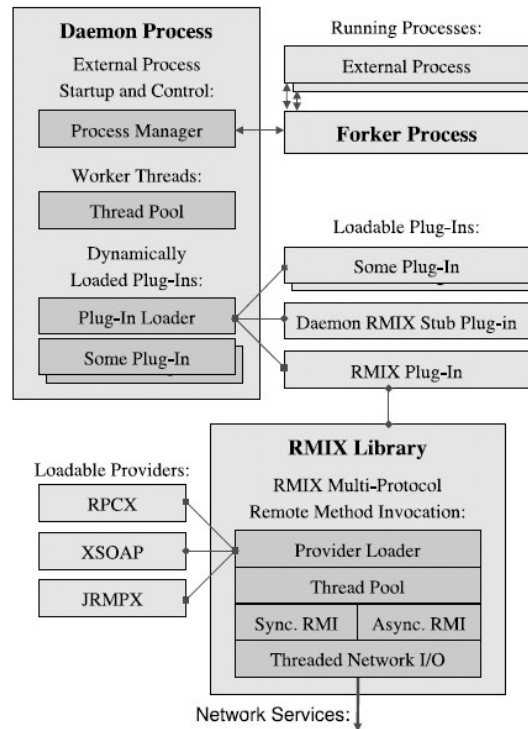 Daemon Process
External Process
Startup and Control:
Process Manager
Worker Threads:
Thread Pool
Dynamically
Loaded Plug-Ins:
Plug-In Loader
Some Plug-In
Running Processes:
External Process
Forker Process
Loadable Plug-Ins:
Some Plug-In
Daemon RMIX Stub Plug-in
RMIX Plug-In
Loadable Providers:
RPCX
XSOAP
JRMPX
RMIX Library
RMIX Multi-Protocol
Remote Method Invocation:
Provider Loader
Thread Pool
Sync. RMI
Async. RMI
Threaded Network I/O
Network Services: